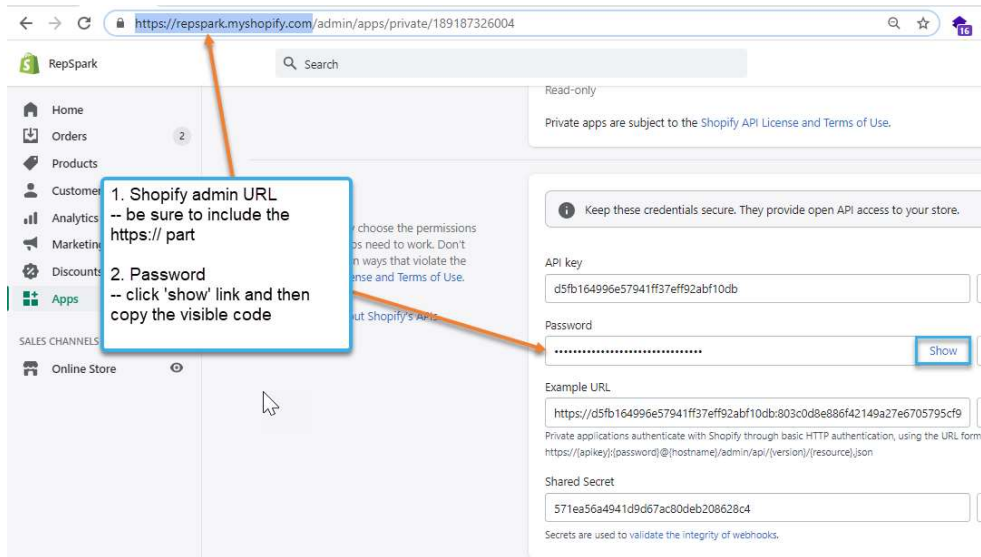 https://repspark.myshopify.com/admin/apps/private/189187326004
16
RepSpark
Search
Home
Orders 2
Products
Analytics
Discounts
Apps
SALES CHANNELS
Online Store
1. Shopify admin URL
-- be sure to include the
https:// part
2. Password
-- click 'show' link and then
copy the visible code
choose the permissions
need to work. Don't
ways that violate the
and Terms of Use.
Shopify's APIs
Read-only
Private apps are subject to the Shopify API License and Terms of Use.
Keep these credentials secure. They provide open API access to your store.
API key
d5fb164996e57941ff37eff92abf10db
Password
••••••••••••••••••••••••••••••••
Show
Example URL
https://d5fb164996e57941ff37eff92abf10db:803c0d8e886f42149a27e6705795cf9
Private applications authenticate with Shopify through basic HTTP authentication, using the URL form
https://{apikey}:{password}@{hostname}/admin/api/{version}/{resource}.json
Shared Secret
571ea56a4941d9d67ac80deb208628c4
Secrets are used to validate the integrity of webhooks.